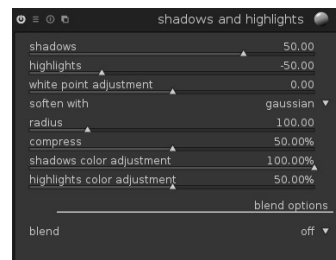 shadows and highlights
shadows 50.00
highlights -50.00
white point adjustment 0.00
soften with gaussian
radius 100.00
compress 50.00%
shadows color adjustment 100.00%
highlights color adjustment 50.00%
blend options
blend off